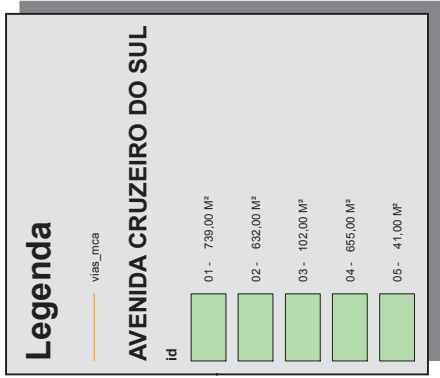 Legenda
vias_mca
AVENIDA CRUZEIRO DO SUL
id
01 - 739,00 M²
02 - 632,00 M²
03 - 102,00 M²
04 - 655,00 M²
05 - 41,00 M²